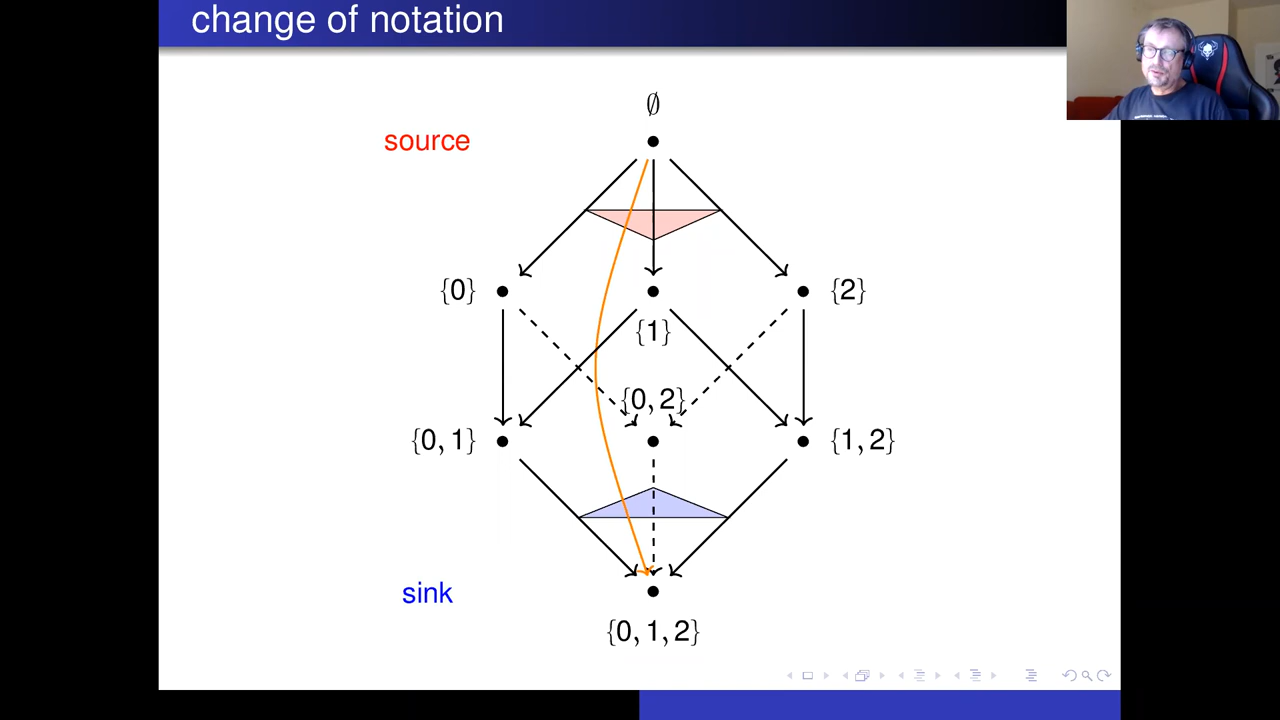 change of notation
∅
source
{0}
{2}
{1}
{0, 2}
{0, 1}
{1, 2}
sink
{0, 1, 2}